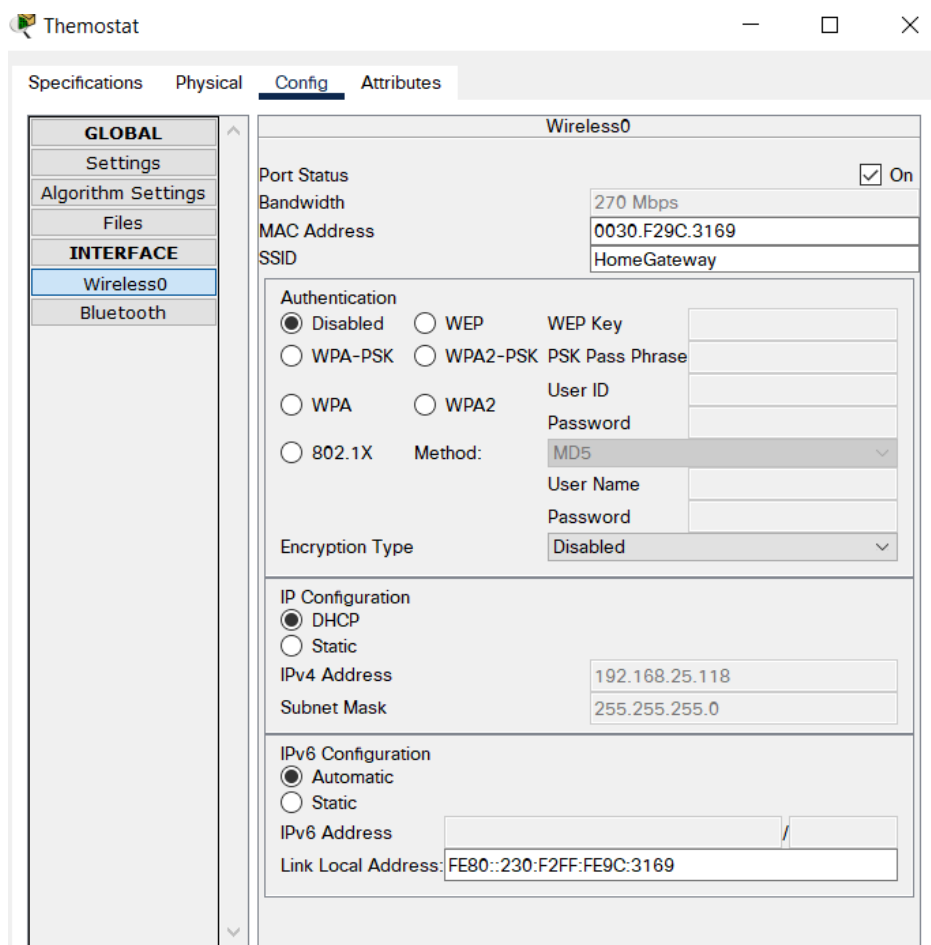 Themostat
Specifications Physical Config Attributes
GLOBAL
Settings
Algorithm Settings
Files
INTERFACE
Wireless0
Bluetooth
Wireless0
Port Status On
Bandwidth 270 Mbps
MAC Address 0030.F29C.3169
SSID HomeGateway
Authentication
Disabled WEP WEP Key
WPA-PSK WPA2-PSK PSK Pass Phrase
User ID
WPA WPA2
Password
802.1X Method: MD5
User Name
Password
Encryption Type Disabled
IP Configuration
DHCP
Static
IPv4 Address 192.168.25.118
Subnet Mask 255.255.255.0
IPv6 Configuration
Automatic
Static
IPv6 Address /
Link Local Address: FE80::230:F2FF:FE9C:3169